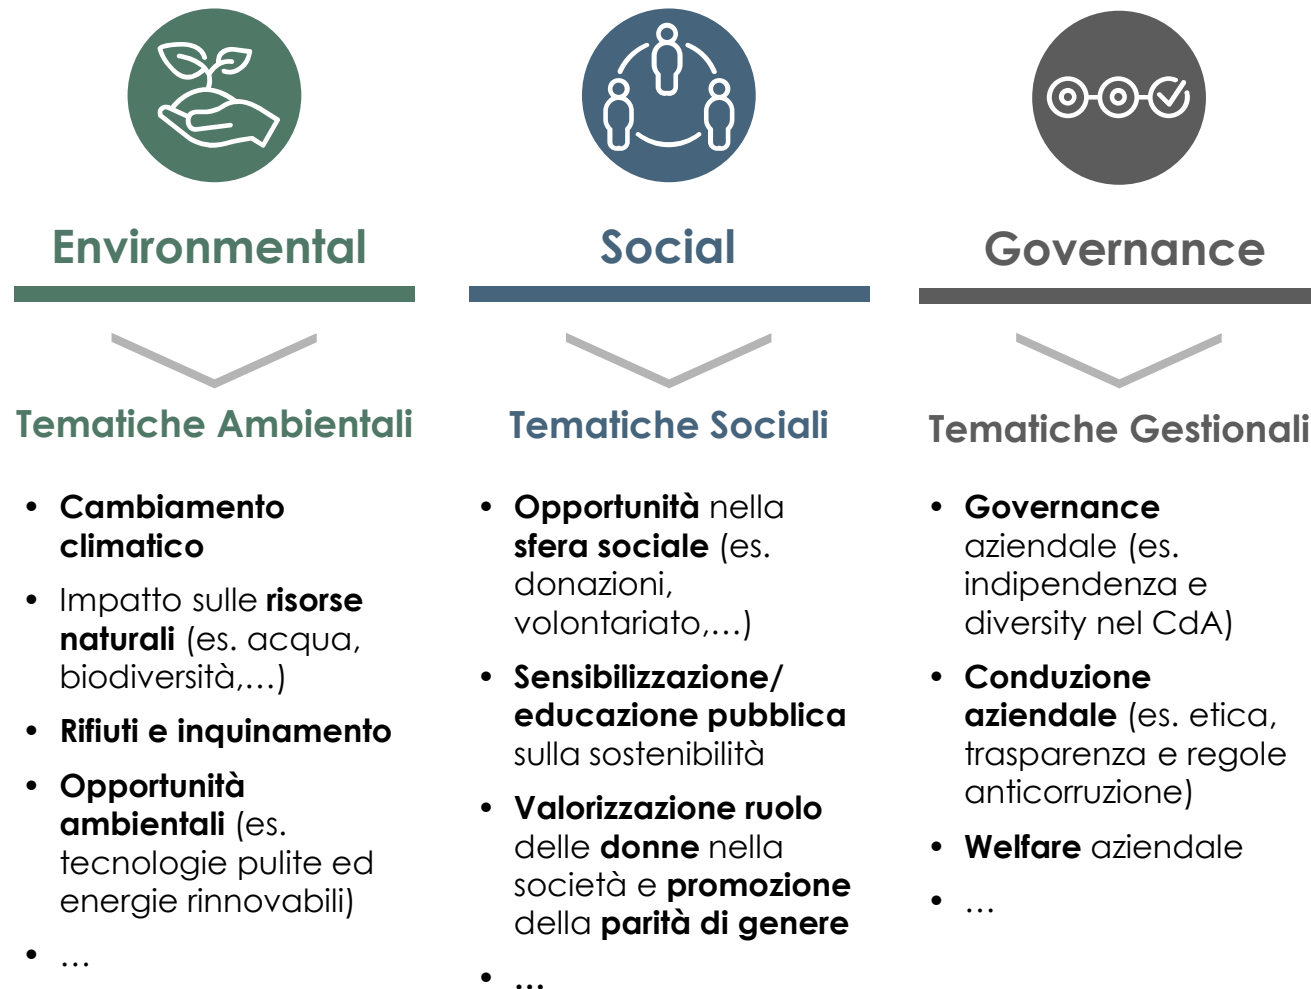 Environmental
Tematiche Ambientali
• Cambiamento
climatico
• Impatto sulle risorse
naturali (es. acqua,
biodiversità,...)
• Rifiuti e inquinamento
• Opportunità
ambientali (es.
tecnologie pulite ed
energie rinnovabili)
• ...
Social
Tematiche Sociali
• Opportunità nella
sfera sociale (es.
donazioni,
volontariato,...)
• Sensibilizzazione/
educazione pubblica
sulla sostenibilità
• Valorizzazione ruolo
delle donne nella
società e promozione
della parità di genere
• ...
Governance
Tematiche Gestionali
• Governance
aziendale (es.
indipendenza e
diversity nel CdA)
• Conduzione
aziendale (es. etica,
trasparenza e regole
anticorruzione)
• Welfare aziendale
• ...